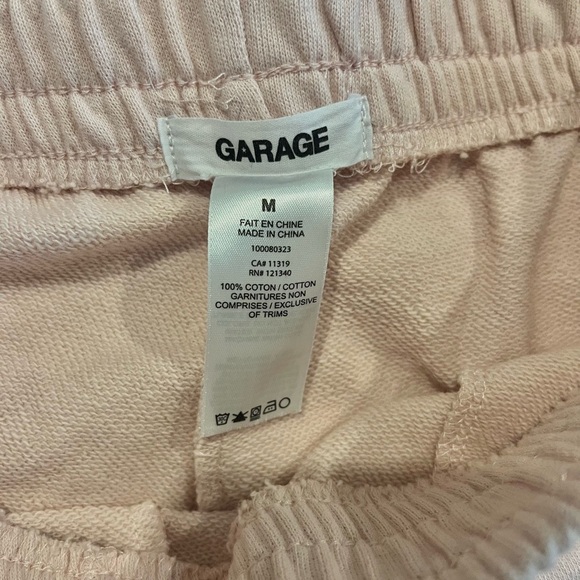 GARAGE
M
FAIT EN CHINE
MADE IN CHINA
100080323
CA# 11319
RN# 121340
100% COTON / COTTON
GARNITURES NON
COMPRISES / EXCLUSIVE
OF TRIMS